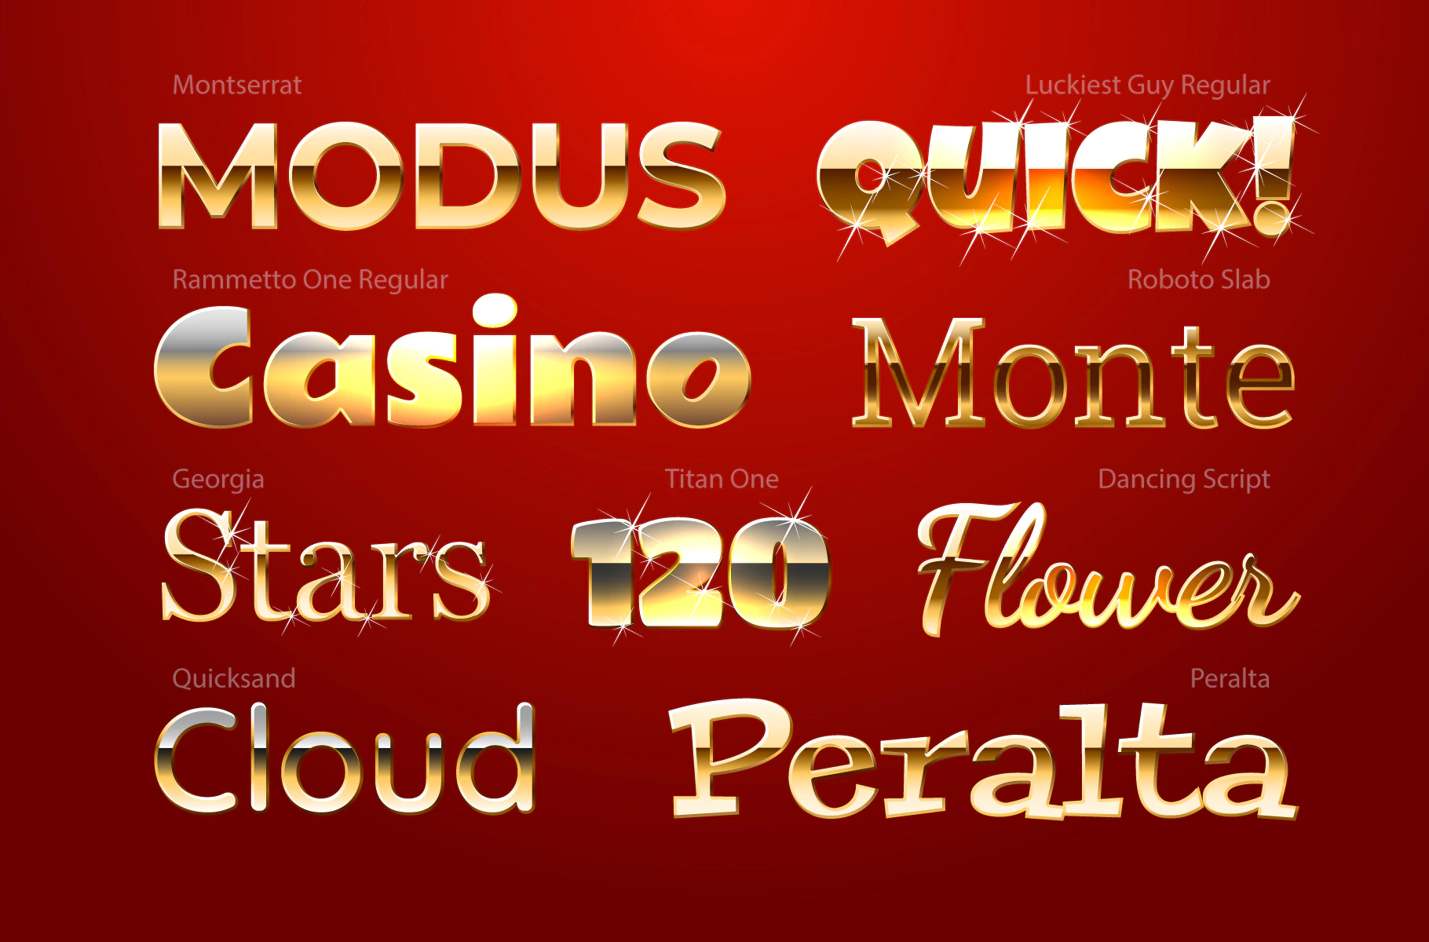 Montserrat Luckiest Guy Regular
MODUS QUICK!
Rammetto One Regular Roboto Slab
Casino Monte
Georgia Titan One Dancing Script
Stars 120 Flower
Quicksand Peralta
Cloud Peralta